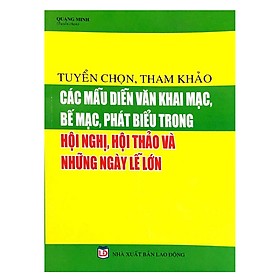 QUANG MINH
(Tuyển chọn)
TUYỂN CHỌN, THAM KHẢO
CÁC MẪU DIỄN VĂN KHAI MẠC,
BẾ MẠC, PHÁT BIỂU TRONG
HỘI NGHỊ, HỘI THẢO VÀ
NHỮNG NGÀY LỄ LỚN
LĐ
NHÀ XUẤT BẢN LAO ĐỘNG